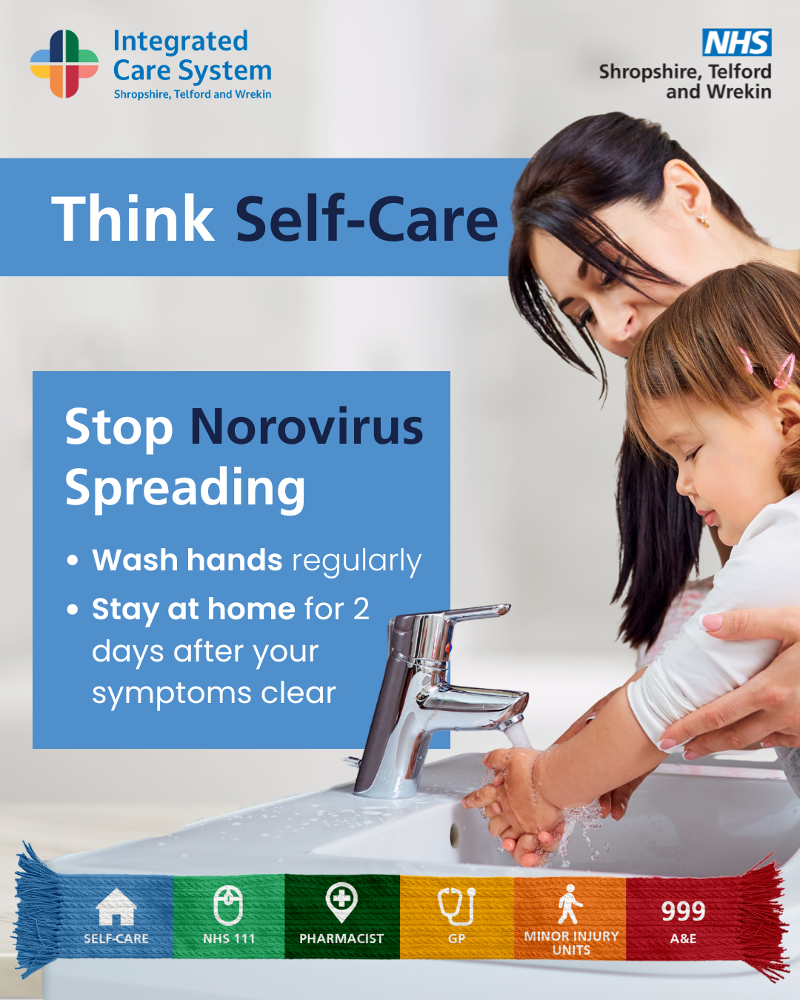 Integrated
Care System
Shropshire, Telford and Wrekin
NHS
Shropshire, Telford
and Wrekin
Think Self-Care
Stop Norovirus
Spreading
• Wash hands regularly
• Stay at home for 2
days after your
symptoms clear
SELF-CARE
NHS 111
PHARMACIST
GP
MINOR INJURY
UNITS
999
A&E